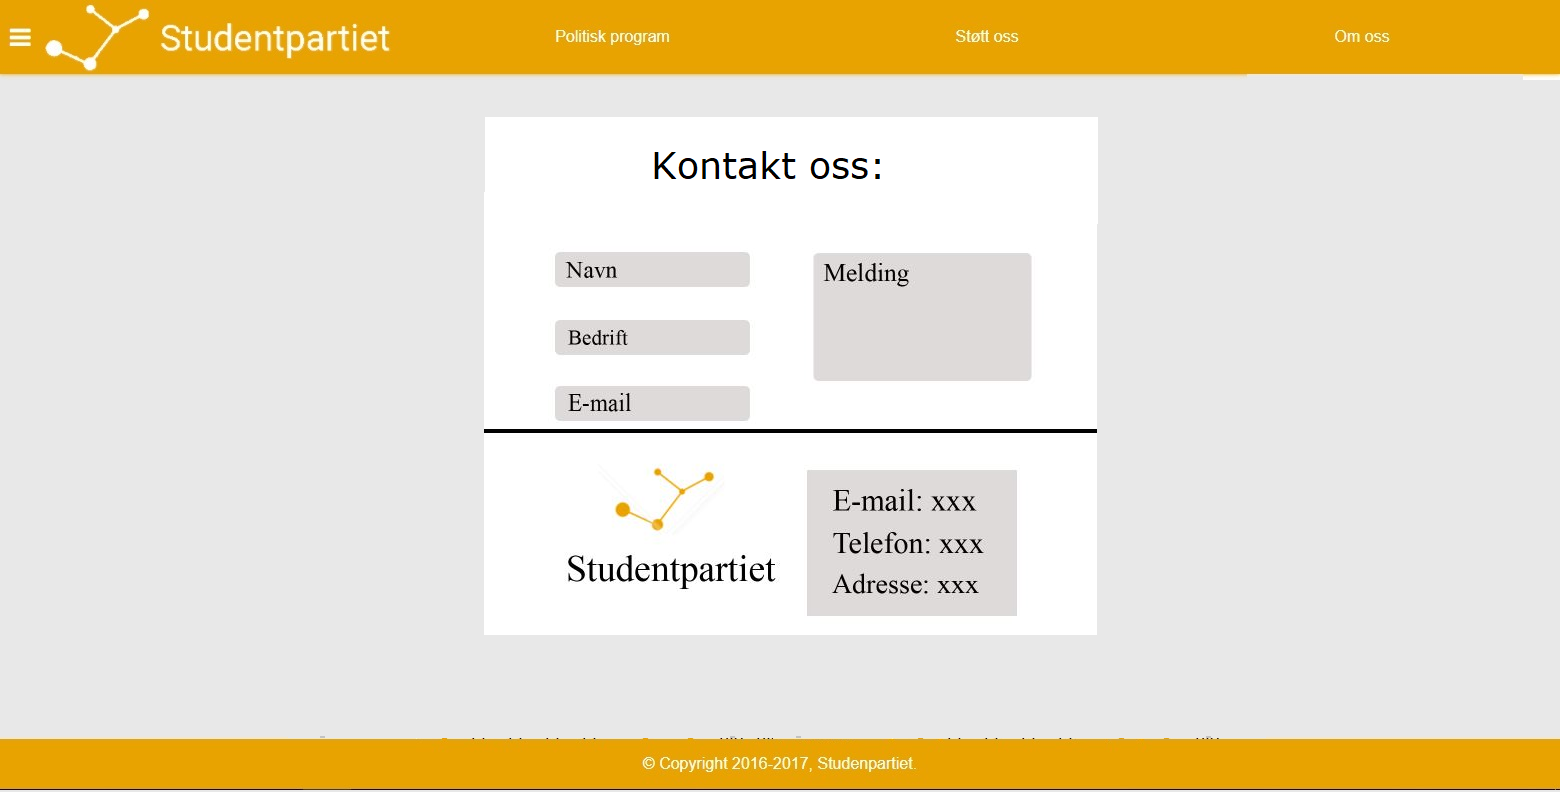 Studentpartiet
Politisk program
Støtt oss
Om oss
Kontakt oss:
Navn
Bedrift
E-mail
Melding
Studentpartiet
E-mail: xxx
Telefon: xxx
Adresse: xxx
© Copyright 2016-2017, Studenpartiet.